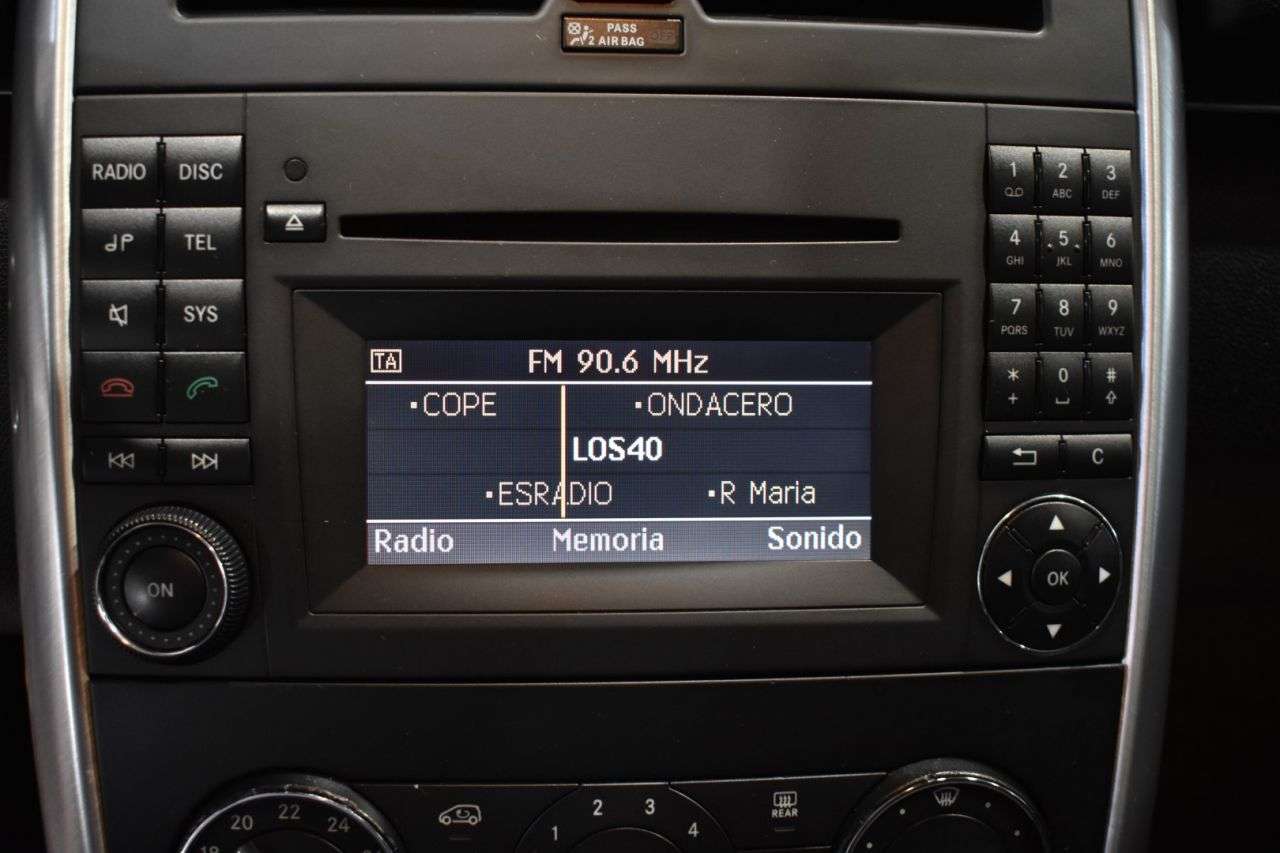 PASS
2 AIR BAG OFF
RADIO DISC
TEL
SYS
ON
1
2 ABC
3 DEF
4 GHI
5 JKL
6 MNO
7 PQRS
8 TUV
9 WXYZ
* +
0
#
C
OK
TA FM 90.6 MHz
COPE ONDACERO
LOS40
ESRADIO R Maria
Radio Memoria Sonido
20 22 24
1 2 3 4
REAR